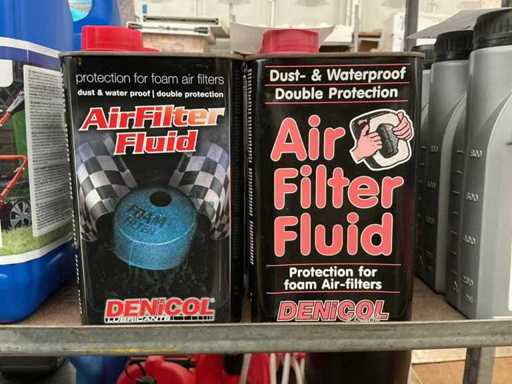 protection for foam air filters
dust & water proof | double protection
AirFilter
Fluid
FOAM
FILTER
DENiCOL
LUBRICANTS
Dust- & Waterproof
Double Protection
Air
Filter
Fluid
Protection for
foam Air-filters
DENiCOL